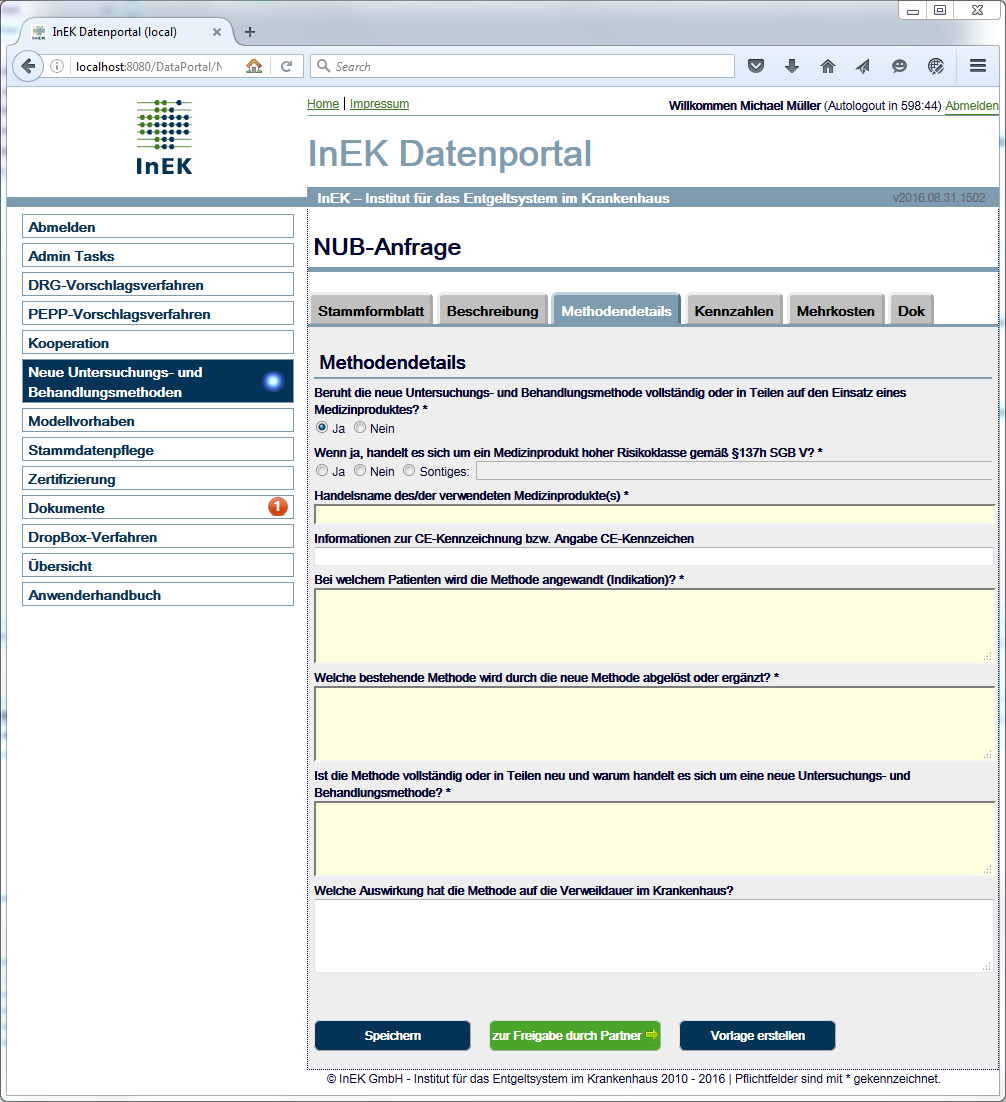 InEK Datenportal (local)
localhost:8080/DataPortal/
Search
InEK
Home | Impressum
Willkommen Michael Müller (Autologout in 598:44) Abmelden
InEK Datenportal
InEK – Institut für das Entgeltsystem im Krankenhaus
v2016.08.31.1502
Abmelden
Admin Tasks
DRG-Vorschlagsverfahren
PEPP-Vorschlagsverfahren
Kooperation
Neue Untersuchungs- und
Behandlungsmethoden
Modellvorhaben
Stammdatenpflege
Zertifizierung
Dokumente 1
DropBox-Verfahren
Übersicht
Anwenderhandbuch
NUB-Anfrage
Stammformblatt Beschreibung Methodendetails Kennzahlen Mehrkosten Dok
Methodendetails
Beruht die neue Untersuchungs- und Behandlungsmethode vollständig oder in Teilen auf den Einsatz eines
Medizinproduktes? *
Ja Nein
Wenn ja, handelt es sich um ein Medizinprodukt hoher Risikoklasse gemäß §137h SGB V? *
Ja Nein Sontiges:
Handelsname des/der verwendeten Medizinprodukte(s) *
Informationen zur CE-Kennzeichnung bzw. Angabe CE-Kennzeichen
Bei welchem Patienten wird die Methode angewandt (Indikation)? *
Welche bestehende Methode wird durch die neue Methode abgelöst oder ergänzt? *
Ist die Methode vollständig oder in Teilen neu und warum handelt es sich um eine neue Untersuchungs- und
Behandlungsmethode? *
Welche Auswirkung hat die Methode auf die Verweildauer im Krankenhaus?
Speichern zur Freigabe durch Partner Vorlage erstellen
© InEK GmbH - Institut für das Entgeltsystem im Krankenhaus 2010 - 2016 | Pflichtfelder sind mit * gekennzeichnet.